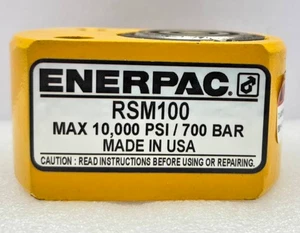 ENERPAC.
RSM100
MAX 10,000 PSI / 700 BAR
MADE IN USA
CAUTION : READ INSTRUCTIONS BEFORE USING OR REPAIRING.